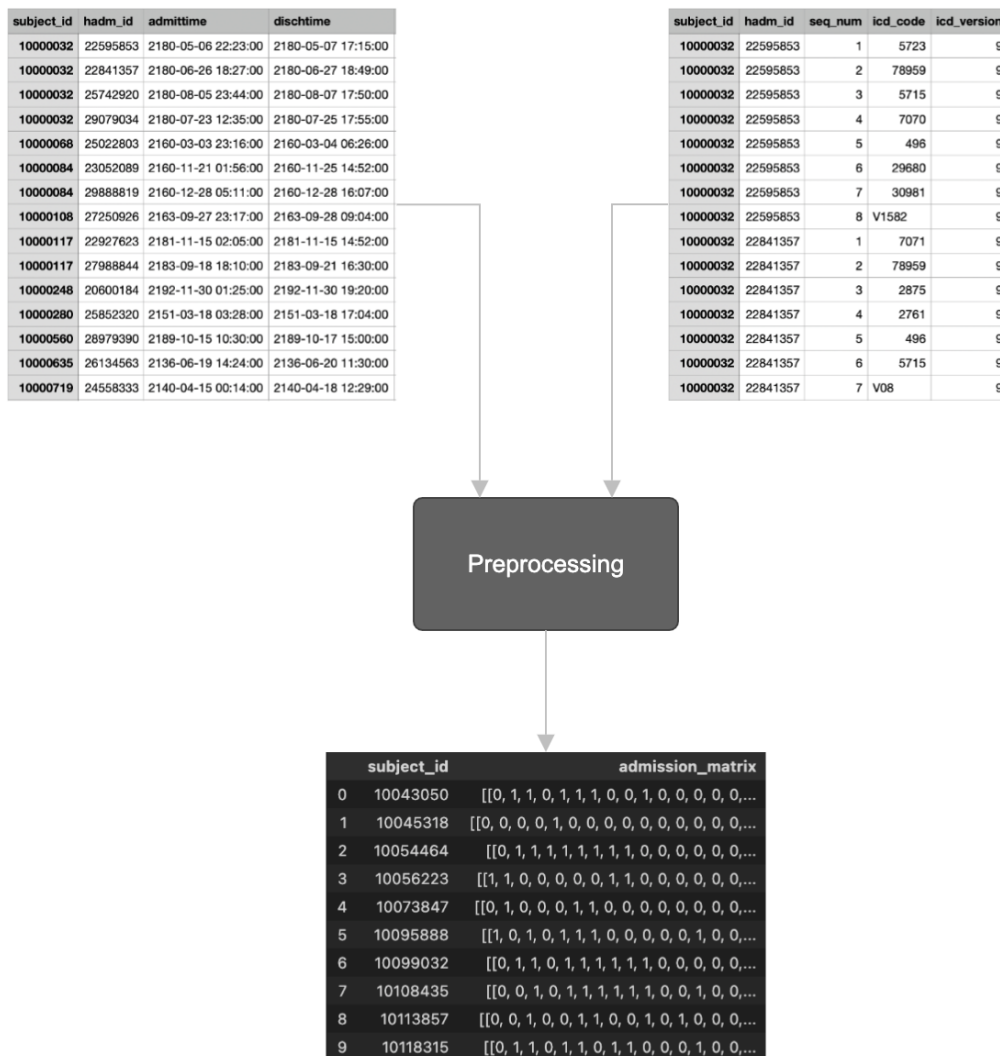 subject_id hadm_id admittime dischtime
10000032 22595853 2180-05-06 22:23:00 2180-05-07 17:15:00
10000032 22841357 2180-06-26 18:27:00 2180-06-27 18:49:00
10000032 25742920 2180-08-05 23:44:00 2180-08-07 17:50:00
10000032 29079034 2180-07-23 12:35:00 2180-07-25 17:55:00
10000068 25022803 2160-03-03 23:16:00 2160-03-04 06:26:00
10000084 23052089 2160-11-21 01:56:00 2160-11-25 14:52:00
10000084 29888819 2160-12-28 05:11:00 2160-12-28 16:07:00
10000108 27250926 2163-09-27 23:17:00 2163-09-28 09:04:00
10000117 22927623 2181-11-15 02:05:00 2181-11-15 14:52:00
10000117 27988844 2183-09-18 18:10:00 2183-09-21 16:30:00
10000248 20600184 2192-11-30 01:25:00 2192-11-30 19:20:00
10000280 25852320 2151-03-18 03:28:00 2151-03-18 17:04:00
10000560 28979390 2189-10-15 10:30:00 2189-10-17 15:00:00
10000635 26134563 2136-06-19 14:24:00 2136-06-20 11:30:00
10000719 24558333 2140-04-15 00:14:00 2140-04-18 12:29:00
subject_id hadm_id seq_num icd_code icd_version
10000032 22595853 1 5723 9
10000032 22595853 2 78959 9
10000032 22595853 3 5715 9
10000032 22595853 4 7070 9
10000032 22595853 5 496 9
10000032 22595853 6 29680 9
10000032 22595853 7 30981 9
10000032 22595853 8 V1582 9
10000032 22841357 1 7071 9
10000032 22841357 2 78959 9
10000032 22841357 3 2875 9
10000032 22841357 4 2761 9
10000032 22841357 5 496 9
10000032 22841357 6 5715 9
10000032 22841357 7 V08 9
Preprocessing
subject_id admission_matrix
0 10043050 [[0, 1, 1, 0, 1, 1, 1, 0, 0, 1, 0, 0, 0, 0, 0,...
1 10045318 [[0, 0, 0, 0, 1, 0, 0, 0, 0, 0, 0, 0, 0, 0, 0,...
2 10054464 [[0, 1, 1, 1, 1, 1, 1, 1, 1, 0, 0, 0, 0, 0, 0,...
3 10056223 [[1, 1, 0, 0, 0, 0, 0, 1, 1, 0, 0, 0, 0, 0, 0,...
4 10073847 [[0, 1, 0, 0, 0, 1, 1, 0, 0, 0, 0, 0, 0, 0, 0,...
5 10095888 [[1, 0, 1, 0, 1, 1, 1, 0, 0, 0, 0, 0, 1, 0, 0,...
6 10099032 [[0, 1, 1, 0, 1, 1, 1, 1, 1, 1, 0, 0, 0, 0, 0,...
7 10108435 [[0, 0, 1, 0, 1, 1, 1, 1, 1, 1, 0, 0, 1, 0, 0,...
8 10113857 [[0, 0, 1, 0, 0, 1, 1, 0, 0, 1, 0, 1, 0, 0, 0,...
9 10118315 [[0, 1, 1, 0, 1, 1, 0, 1, 1, 0, 0, 1, 0, 0, 0,...